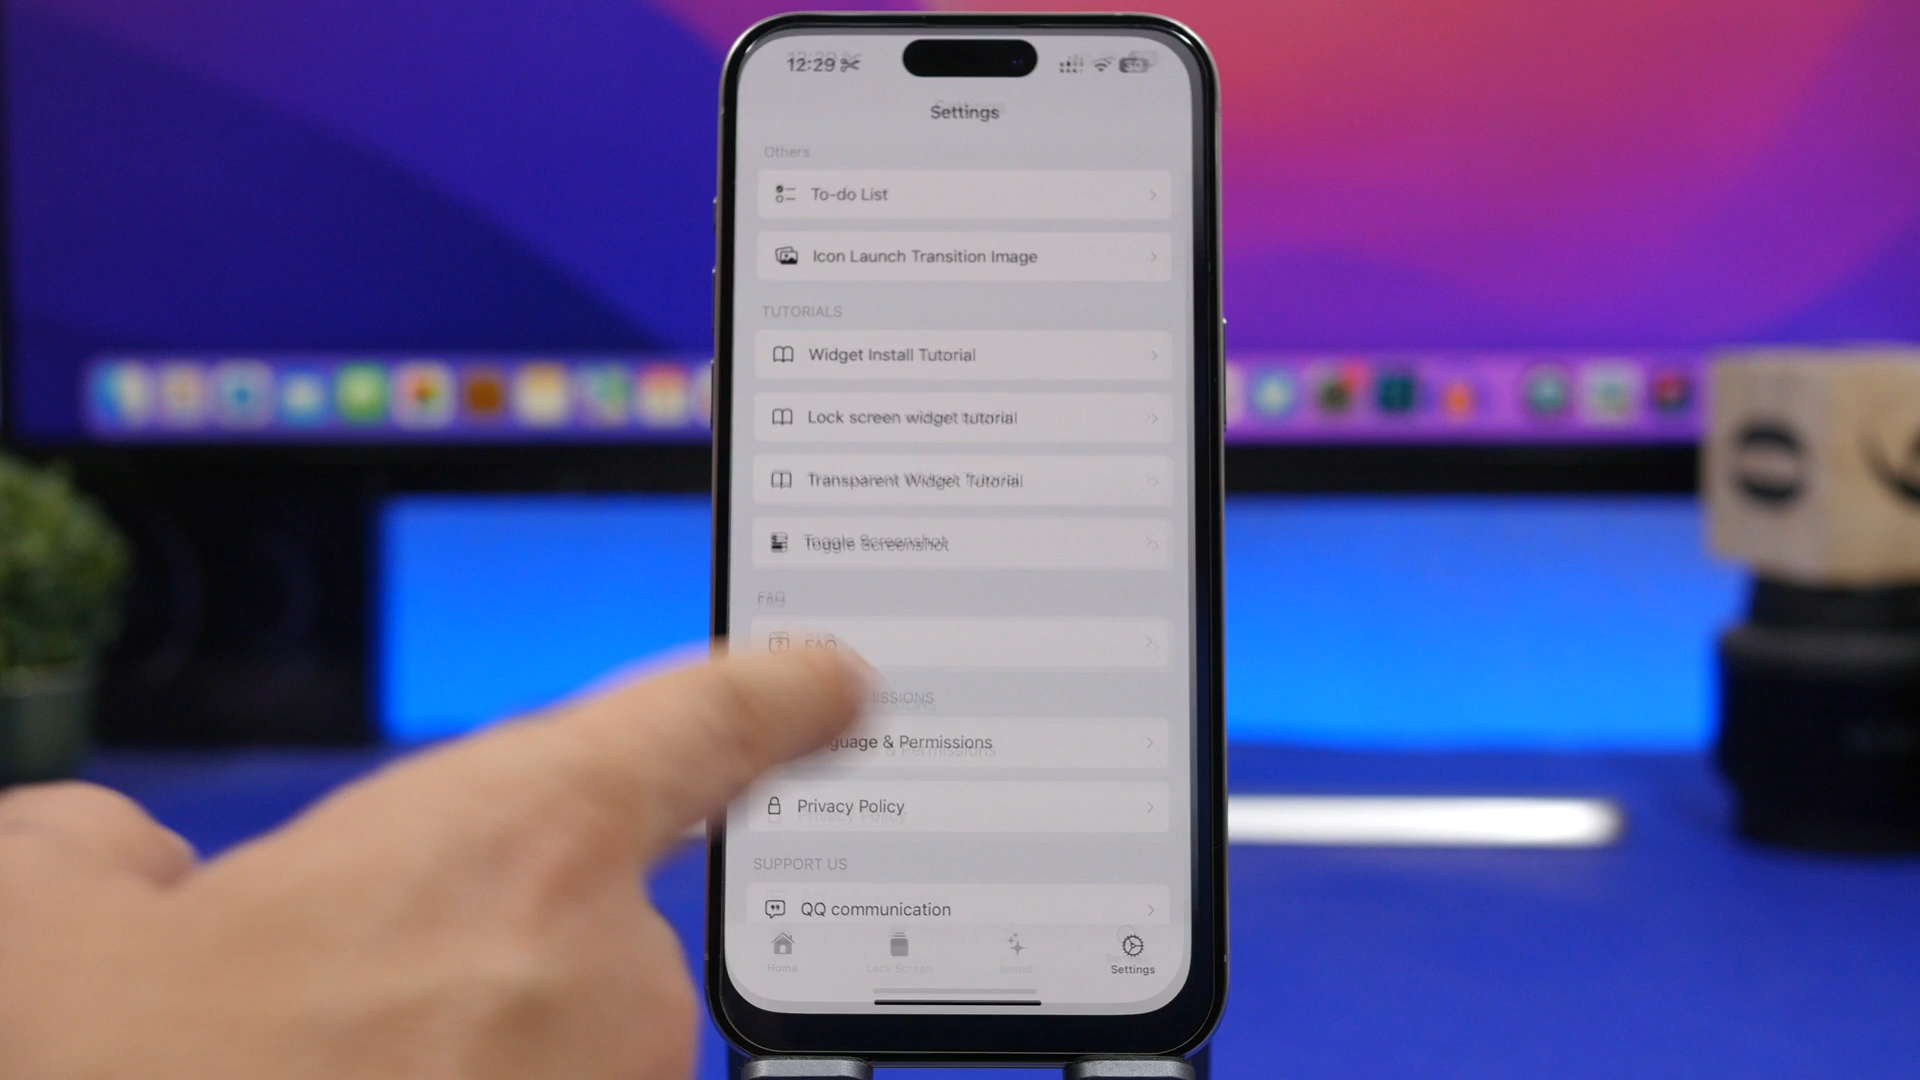 12:29
Settings
Others
To-do List
Icon Launch Transition Image
TUTORIALS
Widget Install Tutorial
Lock screen widget tutorial
Transparent Widget Tutorial
Toggle Screenshot
FAQ
FAQ
ISSIONS
guage & Permissions
Privacy Policy
SUPPORT US
QQ communication
Home
Lock Screen
Island
Settings